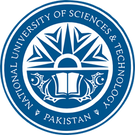 NATIONAL UNIVERSITY OF SCIENCES & TECHNOLOGY
PAKISTAN